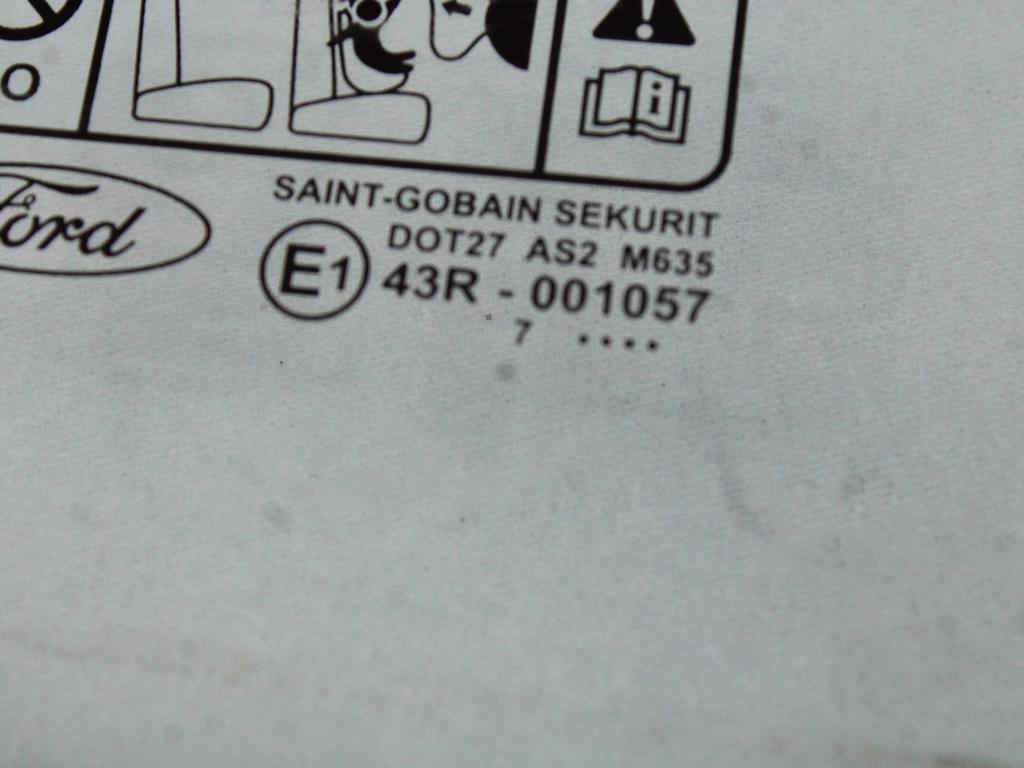 i
Ford
SAINT-GOBAIN SEKURIT
DOT27 AS2 M635
E1 43R - 001057
7 ....